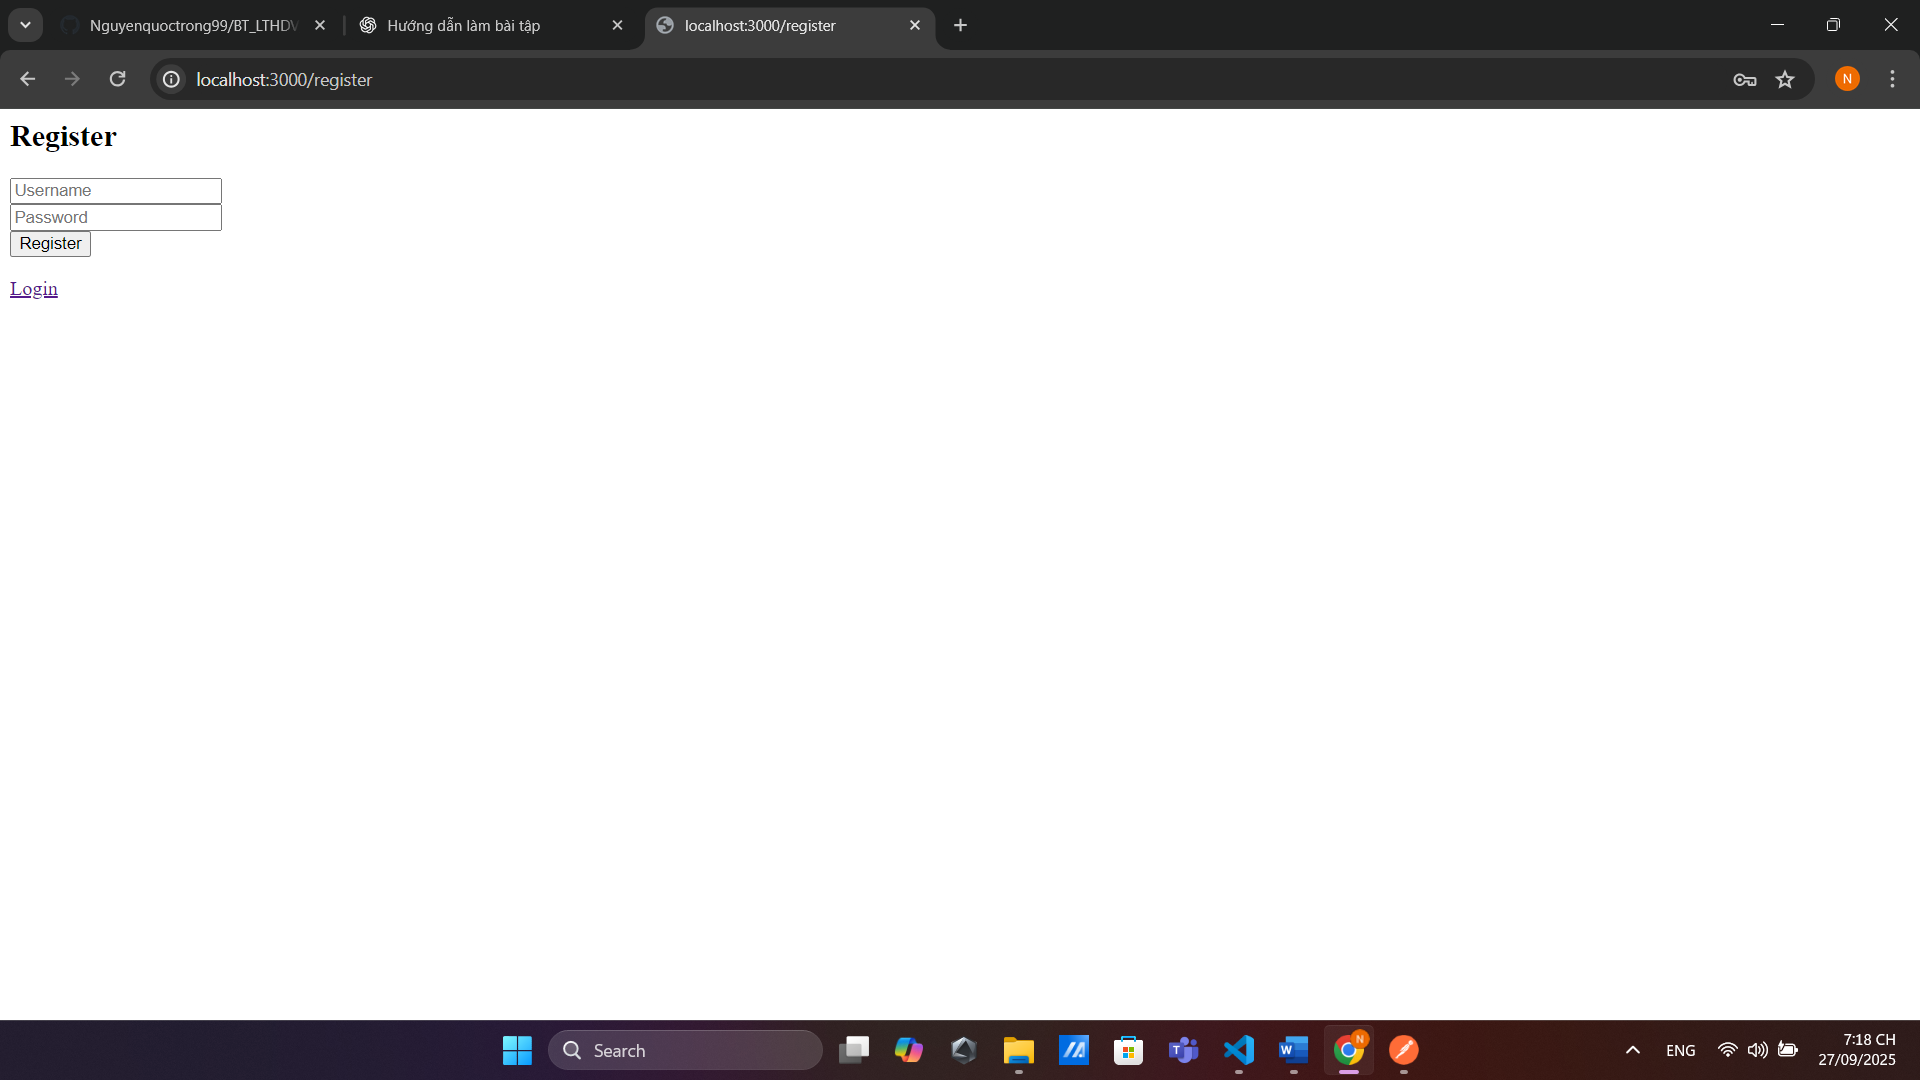 Nguyenquoctrong99/BT_LTHDV
Hướng dẫn làm bài tập
localhost:3000/register
localhost:3000/register
N
Register
Username
Password
Register
Login
Search
N
ENG
7:18 CH
27/09/2025